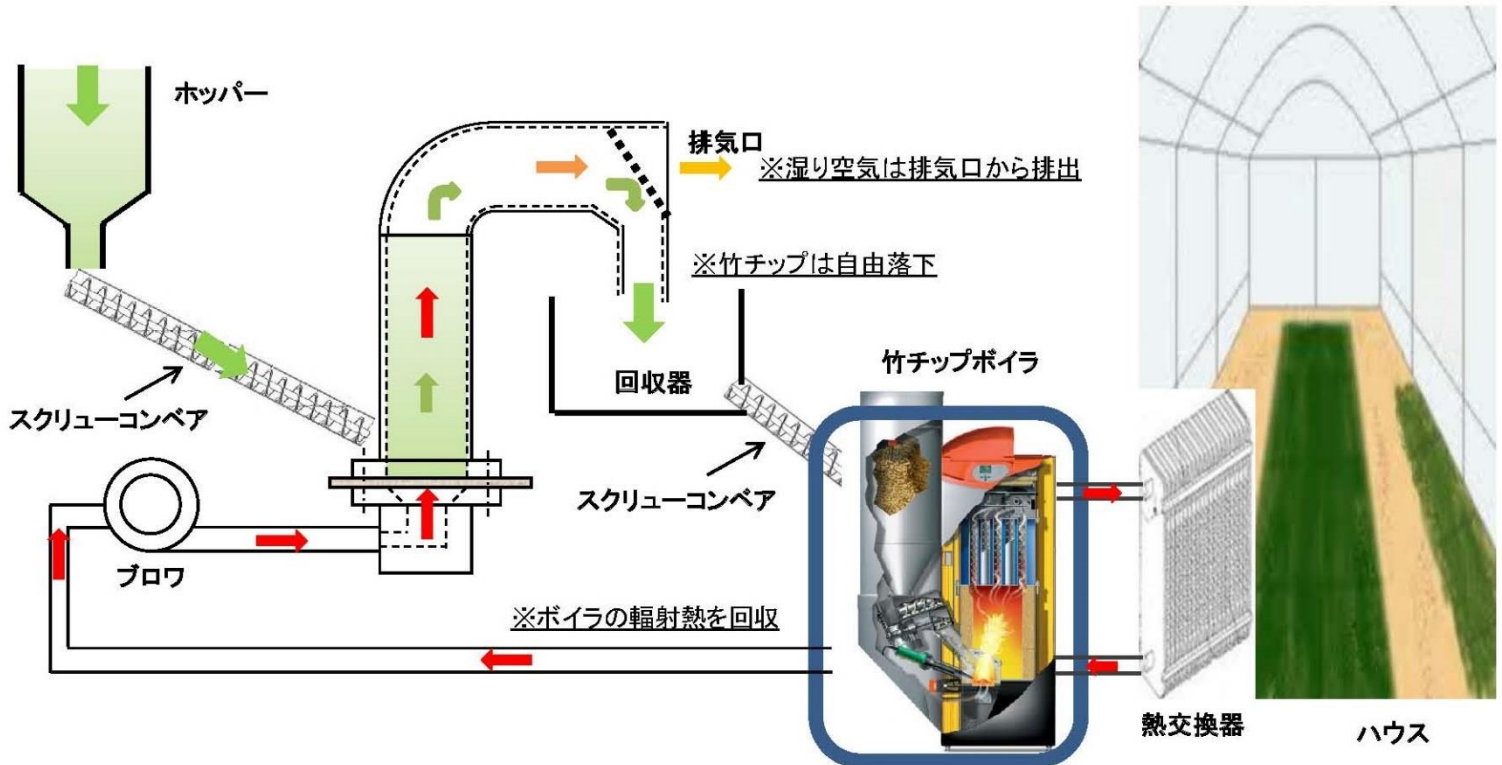 ホッパー
排気口
※湿り空気は排気口から排出
※竹チップは自由落下
竹チップボイラ
回収器
スクリューコンベア
スクリューコンベア
ブロワ
※ボイラの輻射熱を回収
熱交換器
ハウス